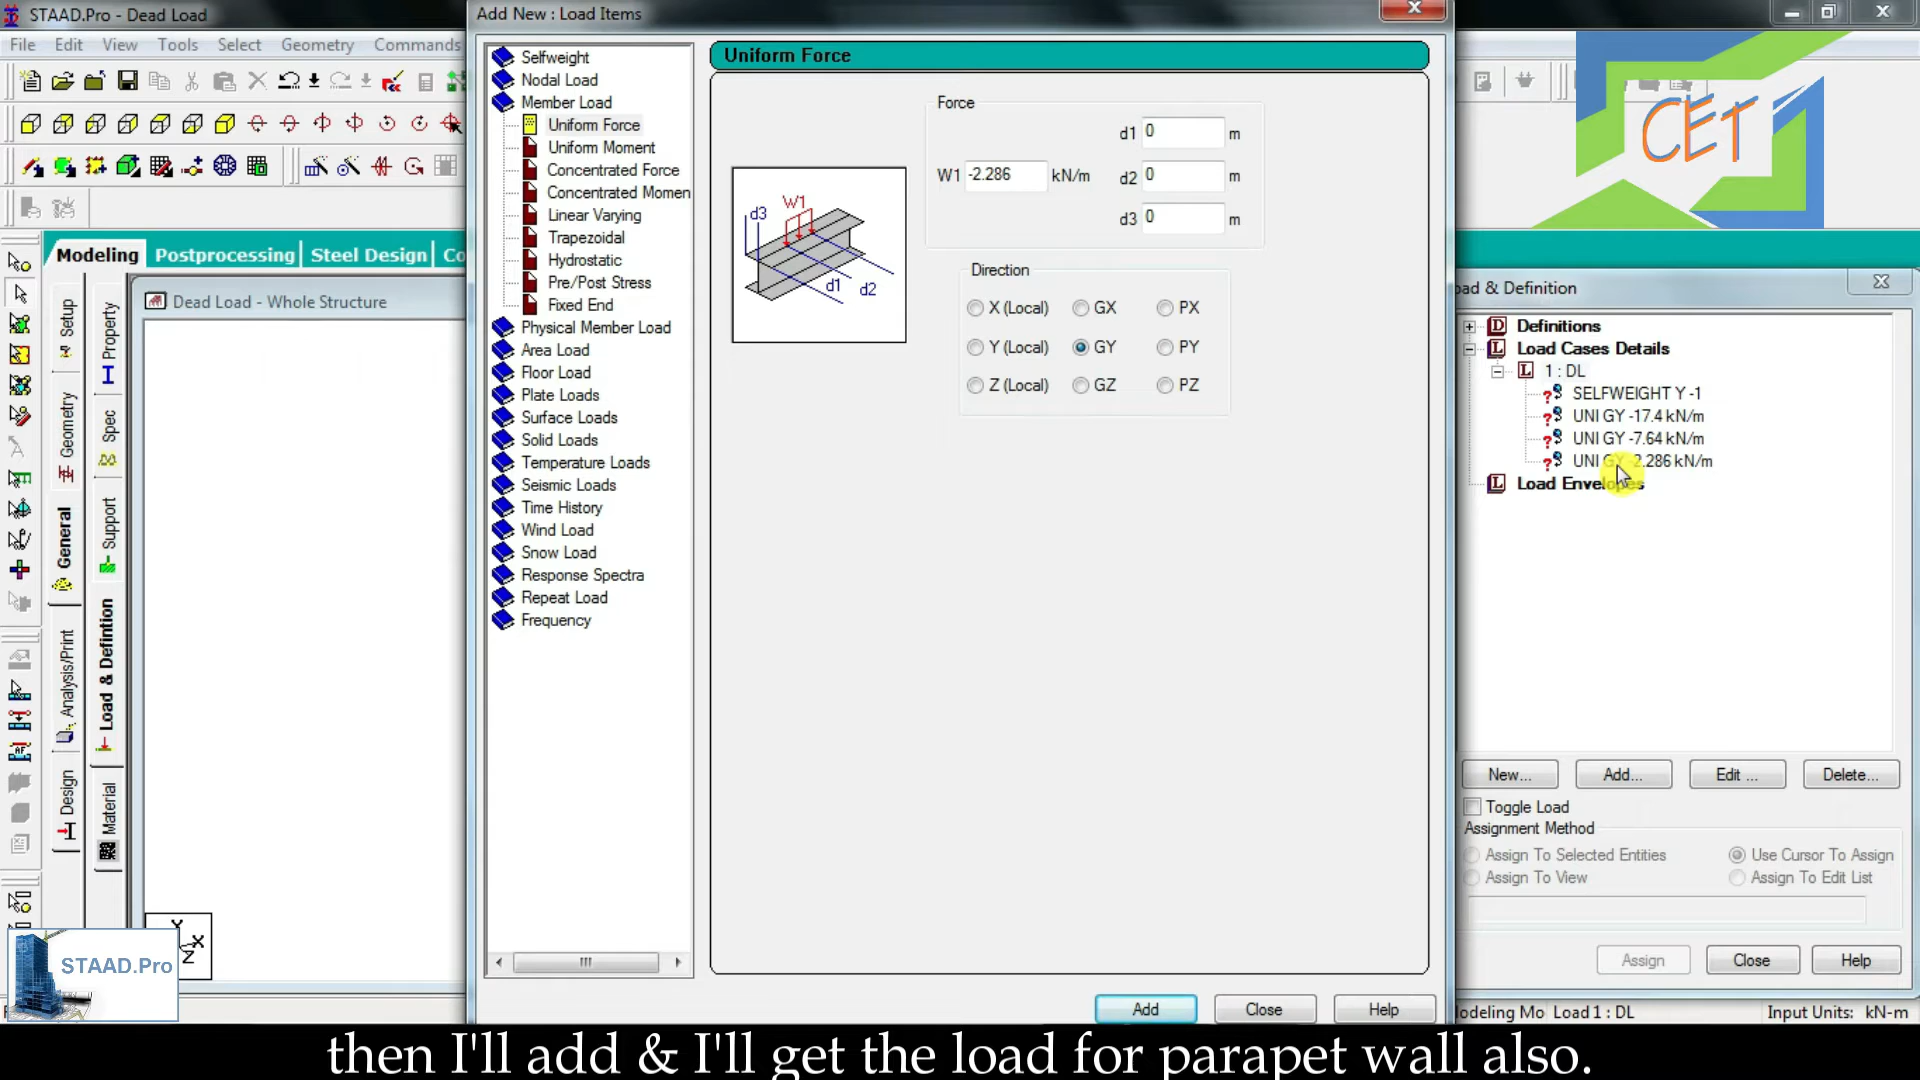 STAAD.Pro - Dead Load
File Edit View Tools Select Geometry Commands
Modeling Postprocessing Steel Design Co
Setup
Geometry
General
Analysis/Print
Design
Property
Spec
Support
Load & Definition
Material
Dead Load - Whole Structure
STAAD.Pro
Add New : Load Items
Selfweight
Nodal Load
Member Load
Uniform Force
Uniform Moment
Concentrated Force
Concentrated Momen
Linear Varying
Trapezoidal
Hydrostatic
Pre/Post Stress
Fixed End
Physical Member Load
Area Load
Floor Load
Plate Loads
Surface Loads
Solid Loads
Temperature Loads
Seismic Loads
Time History
Wind Load
Snow Load
Response Spectra
Repeat Load
Frequency
Uniform Force
Force
d1 0 m
W1 -2.286 kN/m d2 0 m
d3 0 m
d3 W1 d1 d2
Direction
X (Local) GX PX
Y (Local) GY PY
Z (Local) GZ PZ
Add Close Help
CET
ad & Definition
Definitions
Load Cases Details
1 : DL
SELFWEIGHT Y -1
UNI GY -17.4 kN/m
UNI GY -7.64 kN/m
UNI GY -2.286 kN/m
Load Envelopes
New... Add... Edit ... Delete...
Toggle Load
Assignment Method
Assign To Selected Entities Use Cursor To Assign
Assign To View Assign To Edit List
Assign Close Help
odeling Mo Load 1 : DL Input Units: kN-m
then I'll add & I'll get the load for parapet wall also.